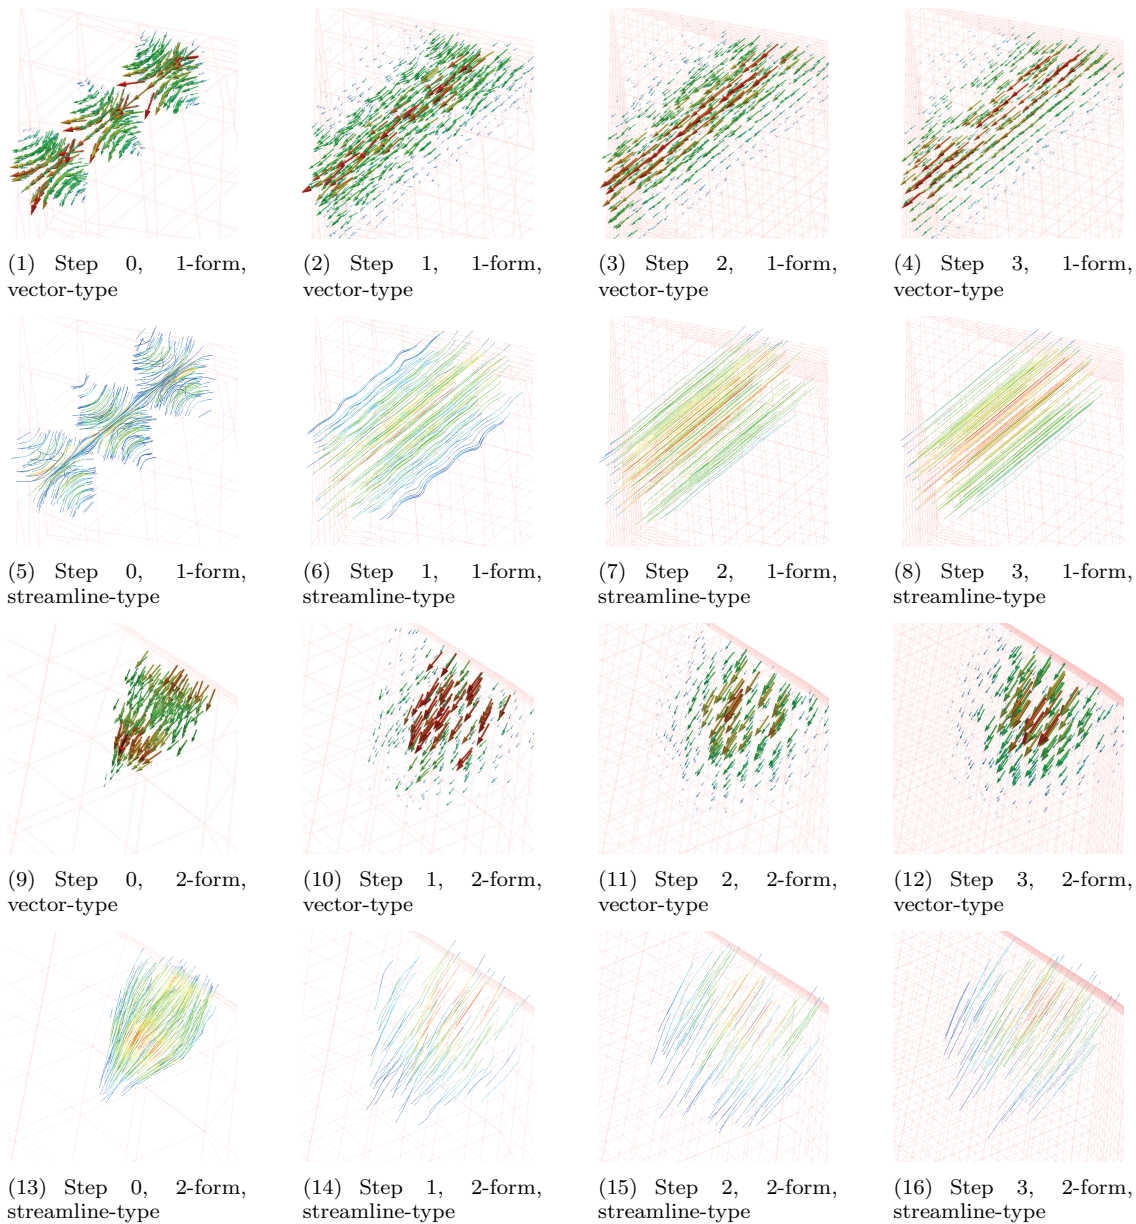 (1) Step 0, 1-form,
vector-type
(2) Step 1, 1-form,
vector-type
(3) Step 2, 1-form,
vector-type
(4) Step 3, 1-form,
vector-type
(5) Step 0, 1-form,
streamline-type
(6) Step 1, 1-form,
streamline-type
(7) Step 2, 1-form,
streamline-type
(8) Step 3, 1-form,
streamline-type
(9) Step 0, 2-form,
vector-type
(10) Step 1, 2-form,
vector-type
(11) Step 2, 2-form,
vector-type
(12) Step 3, 2-form,
vector-type
(13) Step 0, 2-form,
streamline-type
(14) Step 1, 2-form,
streamline-type
(15) Step 2, 2-form,
streamline-type
(16) Step 3, 2-form,
streamline-type